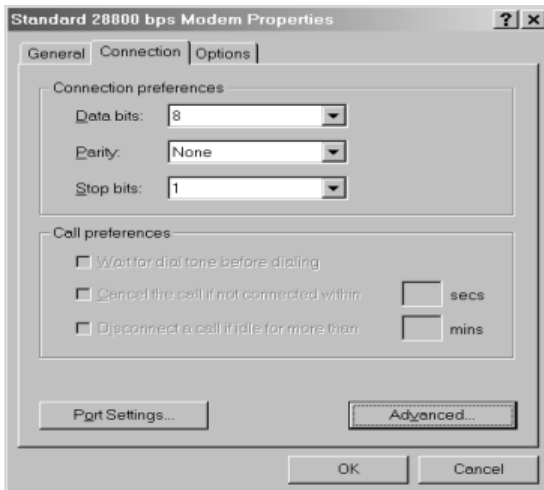 Standard 28800 bps Modem Properties
General Connection Options
Connection preferences
Data bits: 8
Parity: None
Stop bits: 1
Call preferences
Wait for dial tone before dialing
Cancel the call if not connected within secs
Disconnect a call if idle for more than mins
Port Settings... Advanced...
OK Cancel